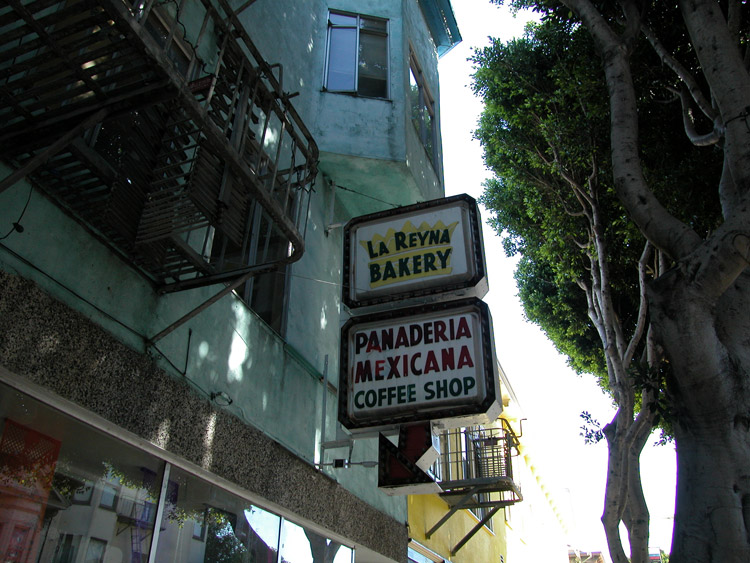 LA REYNA
BAKERY
PANADERIA
MEXICANA
COFFEE SHOP